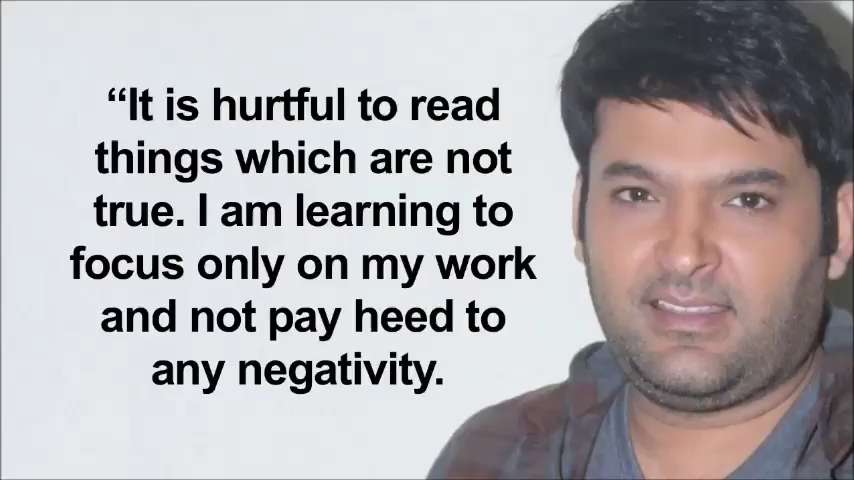 “It is hurtful to read
things which are not
true. I am learning to
focus only on my work
and not pay heed to
any negativity.